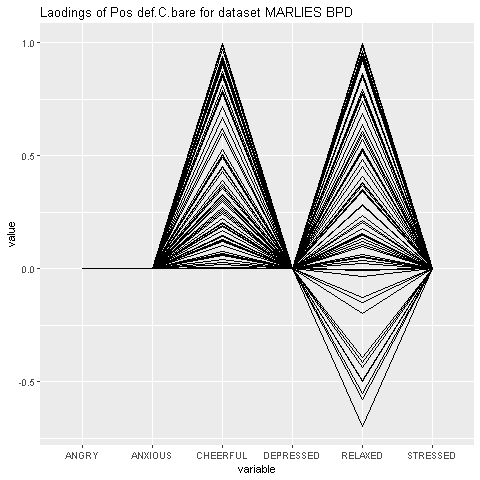 Laodings of Pos def.C.bare for dataset MARLIES BPD
1.0
0.5
0.0
-0.5
value
ANGRY ANXIOUS CHEERFUL DEPRESSED RELAXED STRESSED
variable